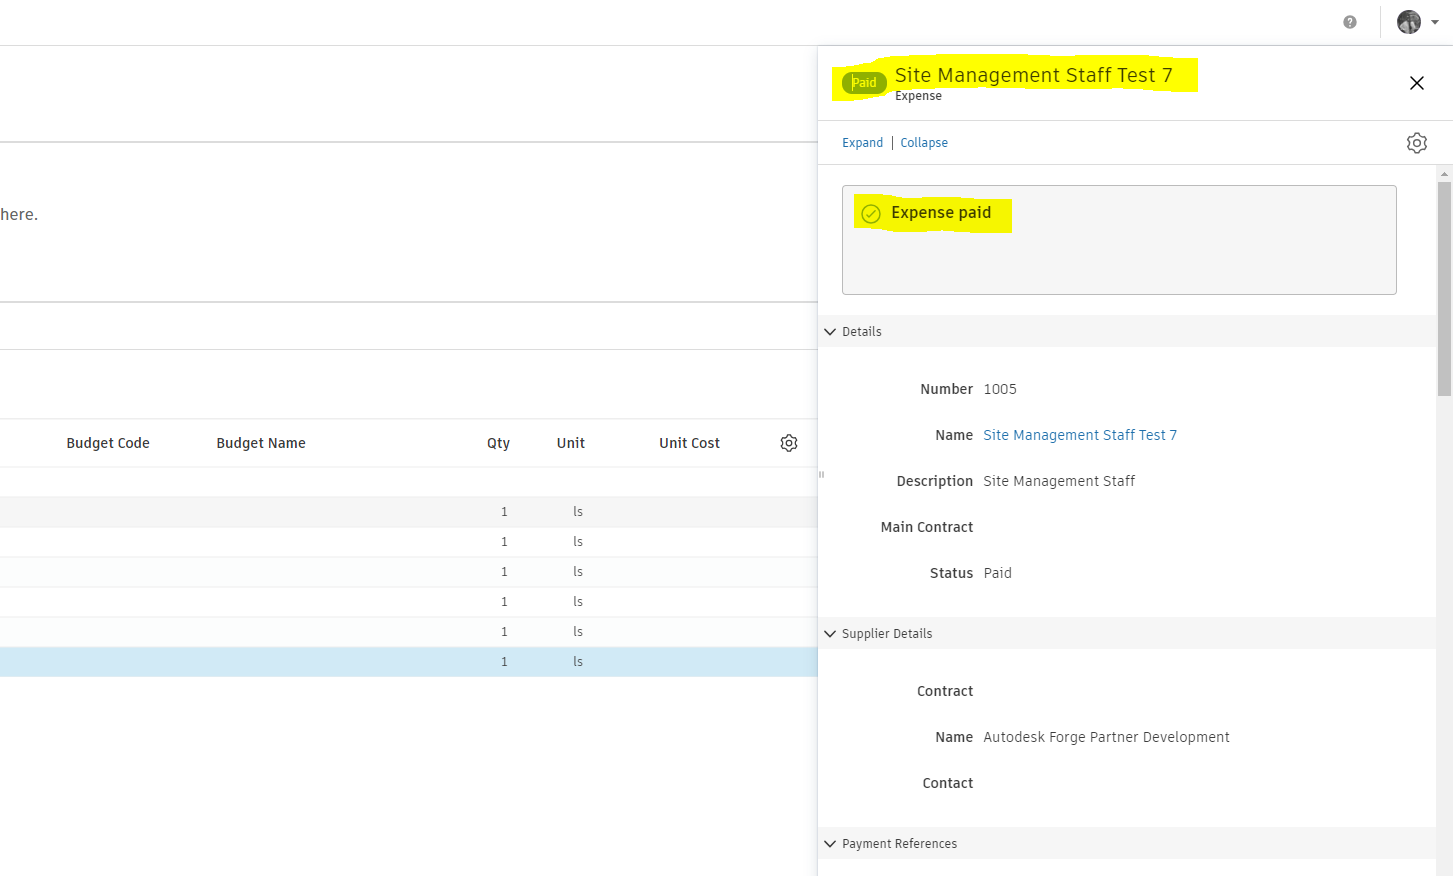 Paid Site Management Staff Test 7
Expense
Expand | Collapse
here.
Expense paid
Details
Number 1005
Name Site Management Staff Test 7
Description Site Management Staff
Main Contract
Status Paid
Budget Code Budget Name Qty Unit Unit Cost
1 ls
1 ls
1 ls
1 ls
1 ls
1 ls
Supplier Details
Contract
Name Autodesk Forge Partner Development
Contact
Payment References